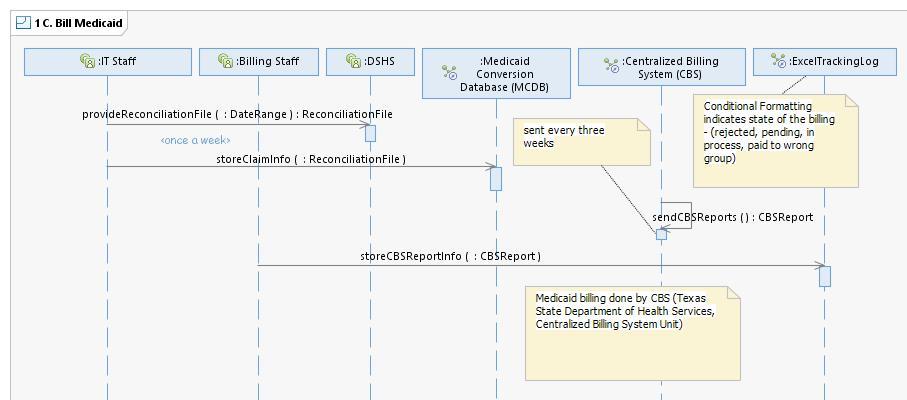 1 C. Bill Medicaid
:IT Staff
:Billing Staff
:DSHS
:Medicaid
Conversion
Database (MCDB)
:Centralized Billing
System (CBS)
:ExcelTrackingLog
provideReconciliationFile ( : DateRange ) : ReconciliationFile
Conditional Formatting
indicates state of the billing
- (rejected, pending, in
process, paid to wrong
group)
sent every three
weeks
‹once a week›
storeClaimInfo ( : ReconciliationFile )
sendCBSReports ( ) : CBSReport
storeCBSReportInfo ( : CBSReport )
Medicaid billing done by CBS (Texas
State Department of Health Services,
Centralized Billing System Unit)